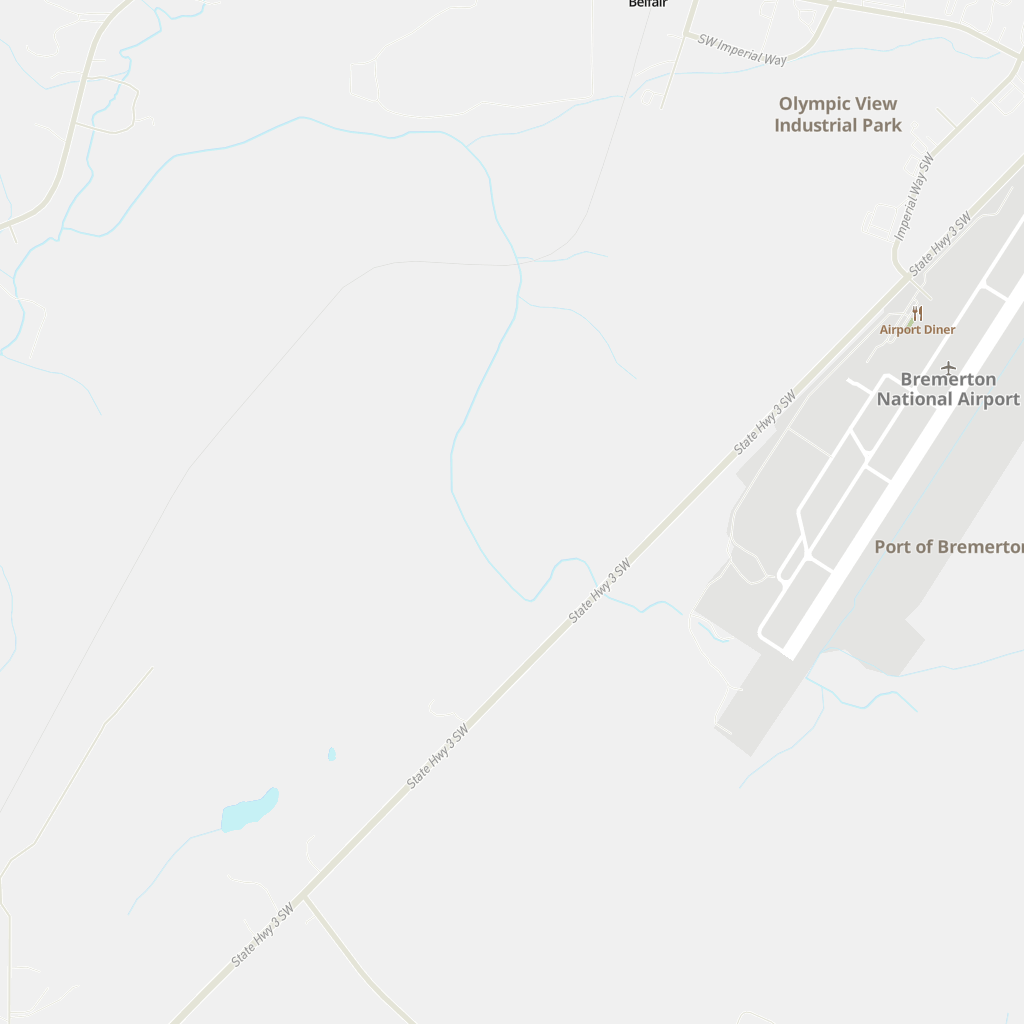 Belfair
SW Imperial Way
Olympic View
Industrial Park
Imperial Way SW
State Hwy 3 SW
Airport Diner
Bremerton
National Airport
State Hwy 3 SW
Port of Bremerton
State Hwy 3 SW
State Hwy 3 SW
State Hwy 3 SW